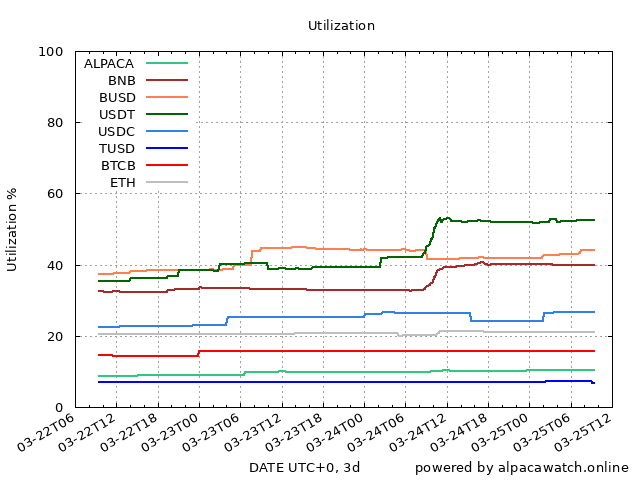 Utilization
100
80
60
40
20
0
Utilization %
ALPACA
BNB
BUSD
USDT
USDC
TUSD
BTCB
ETH
03-22T06
03-22T12
03-22T18
03-23T00
03-23T06
03-23T12
03-23T18
03-24T00
03-24T06
03-24T12
03-24T18
03-25T00
03-25T06
03-25T12
DATE UTC+0, 3d
powered by alpacawatch.online